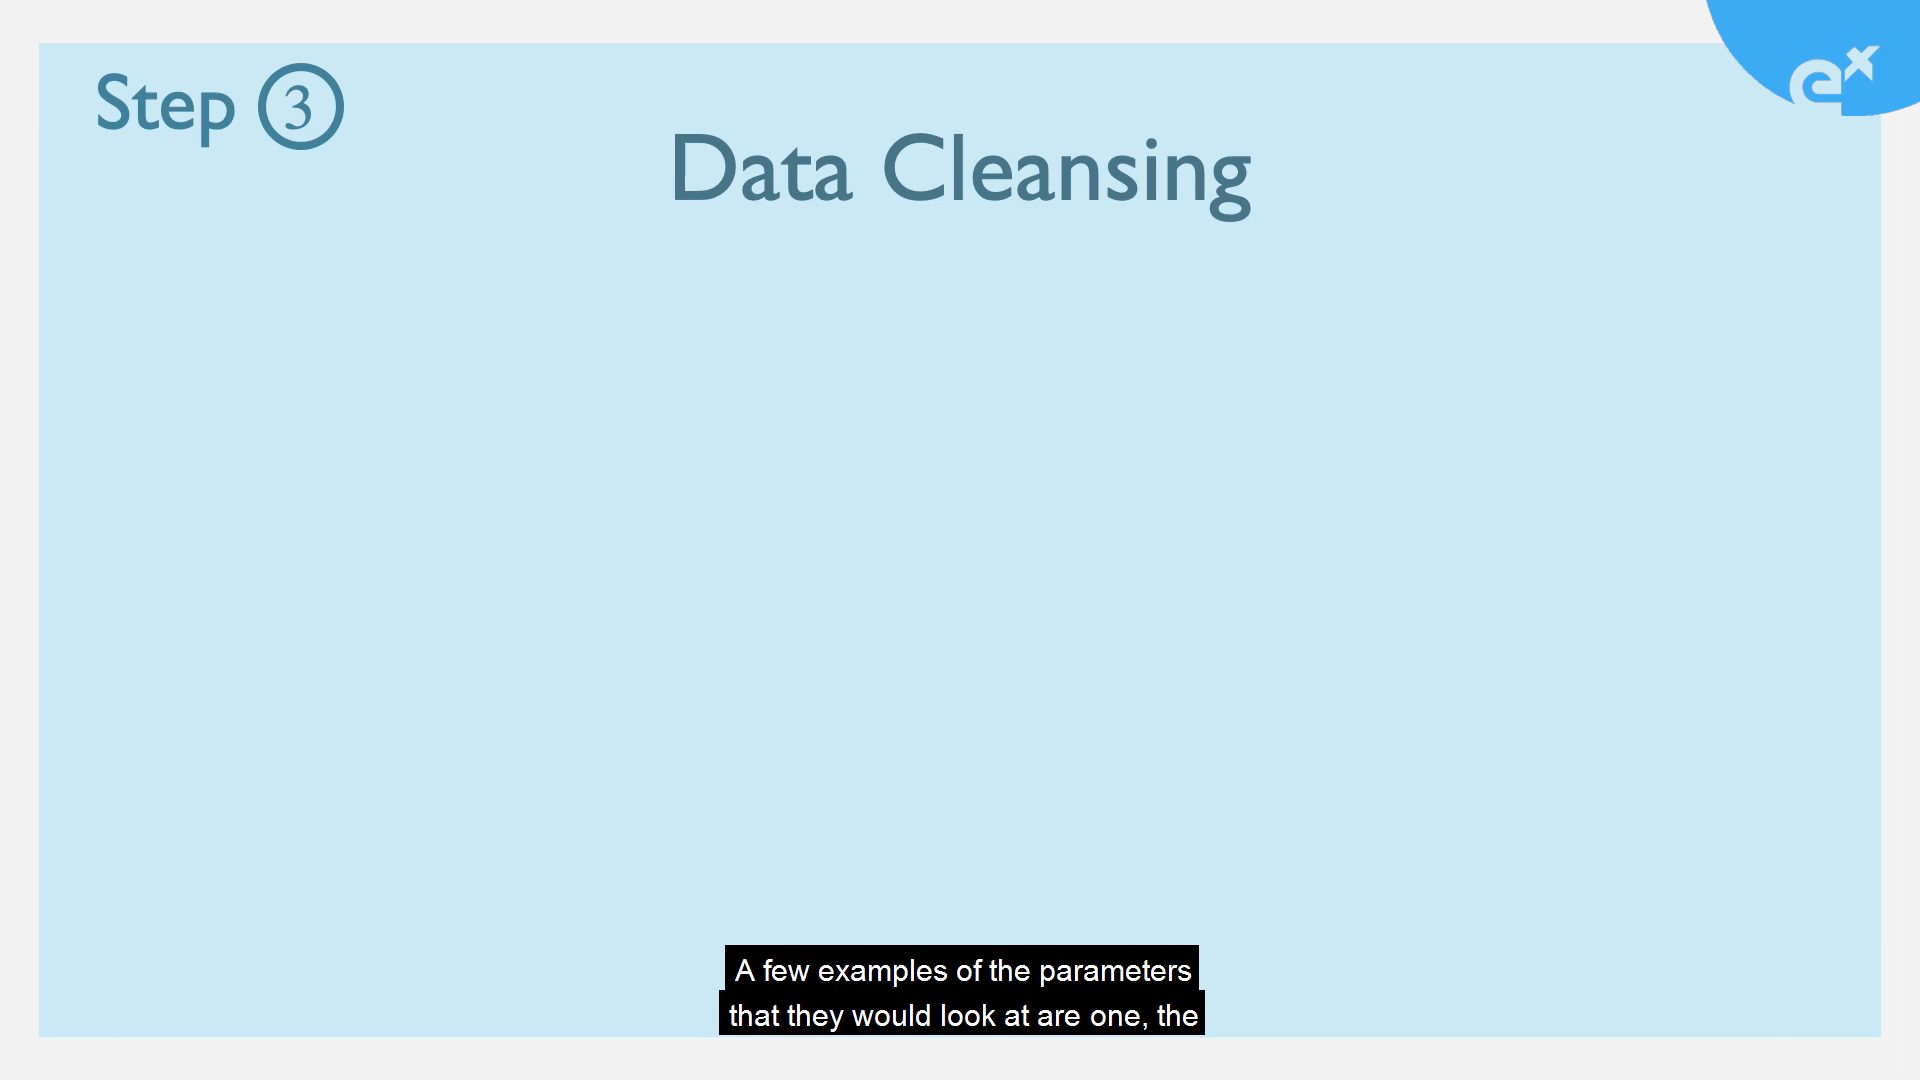 Step 3
Data Cleansing
A few examples of the parameters
that they would look at are one, the